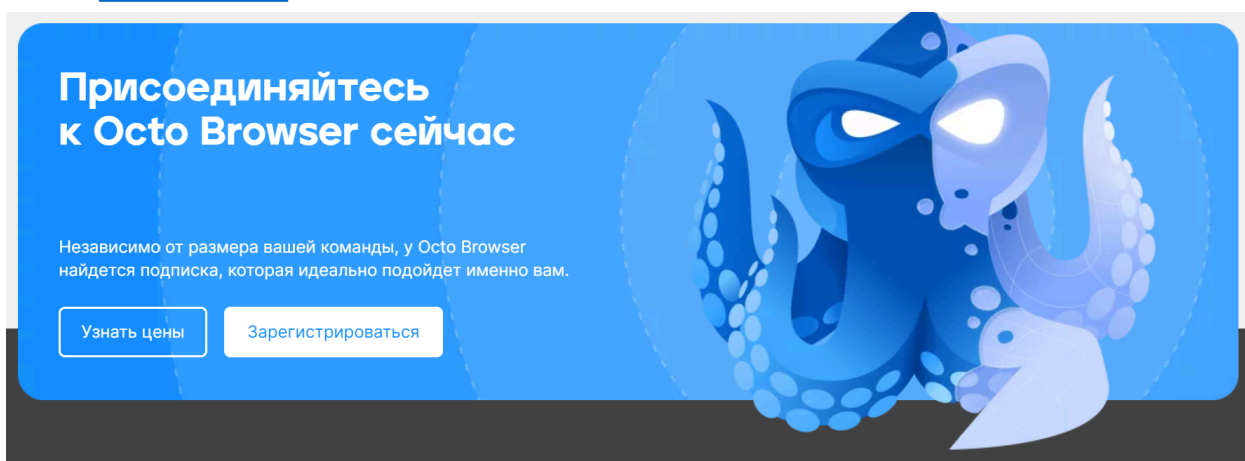 Присоединяйтесь
к Octo Browser сейчас
Независимо от размера вашей команды, у Octo Browser
найдется подписка, которая идеально подойдет именно вам.
Узнать цены
Зарегистрироваться